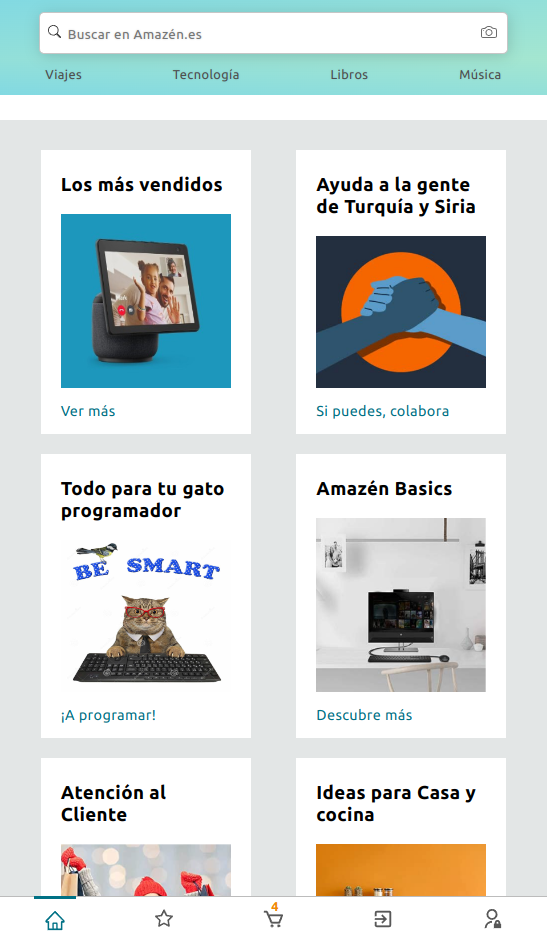 Buscar en Amazén.es
Viajes Tecnología Libros Música
Los más vendidos
Ver más
Ayuda a la gente
de Turquía y Siria
Si puedes, colabora
Todo para tu gato
programador
BE SMART
¡A programar!
Amazén Basics
Descubre más
Atención al
Cliente
Ideas para Casa y
cocina
4